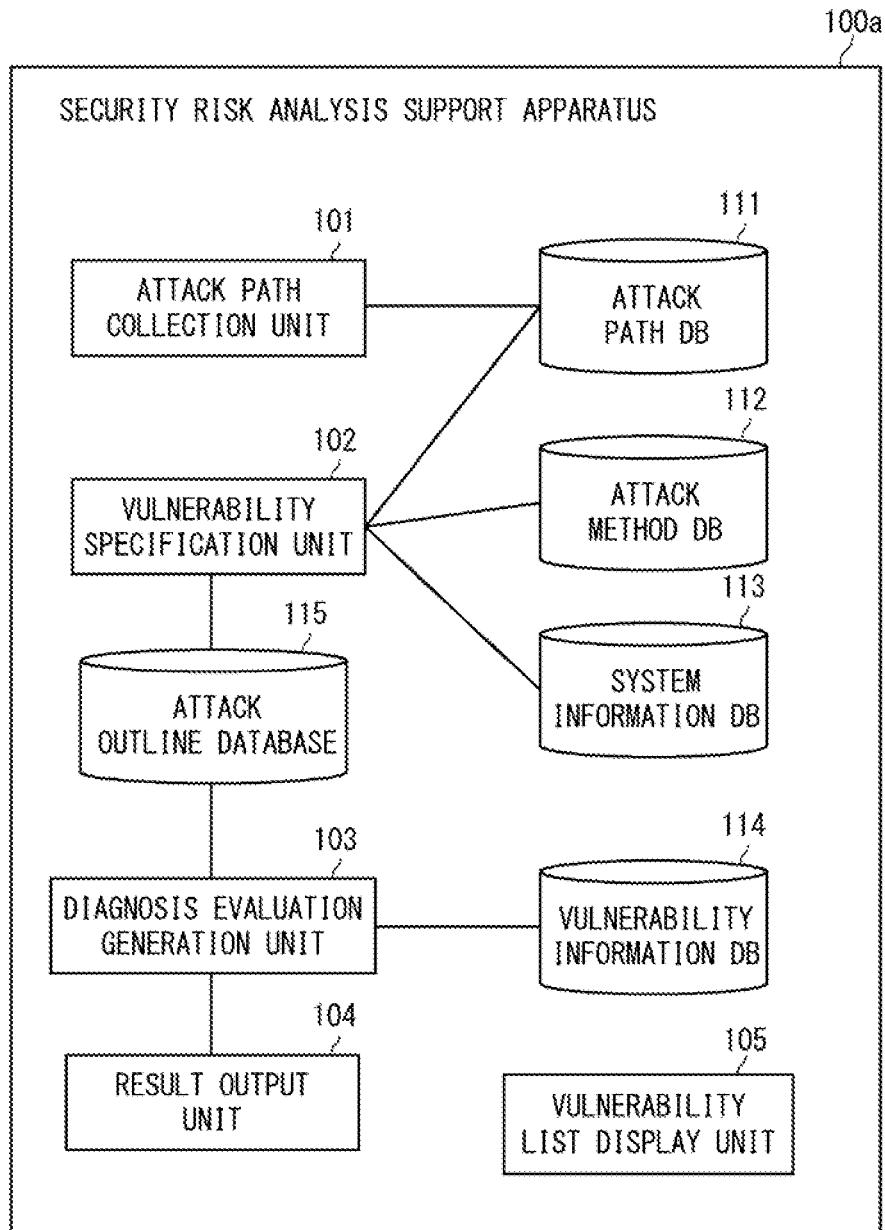 100a
SECURITY RISK ANALYSIS SUPPORT APPARATUS
101
ATTACK PATH
COLLECTION UNIT
111
ATTACK
PATH DB
102
VULNERABILITY
SPECIFICATION UNIT
112
ATTACK
METHOD DB
113
SYSTEM
INFORMATION DB
115
ATTACK
OUTLINE DATABASE
103
DIAGNOSIS EVALUATION
GENERATION UNIT
114
VULNERABILITY
INFORMATION DB
104
RESULT OUTPUT
UNIT
105
VULNERABILITY
LIST DISPLAY UNIT